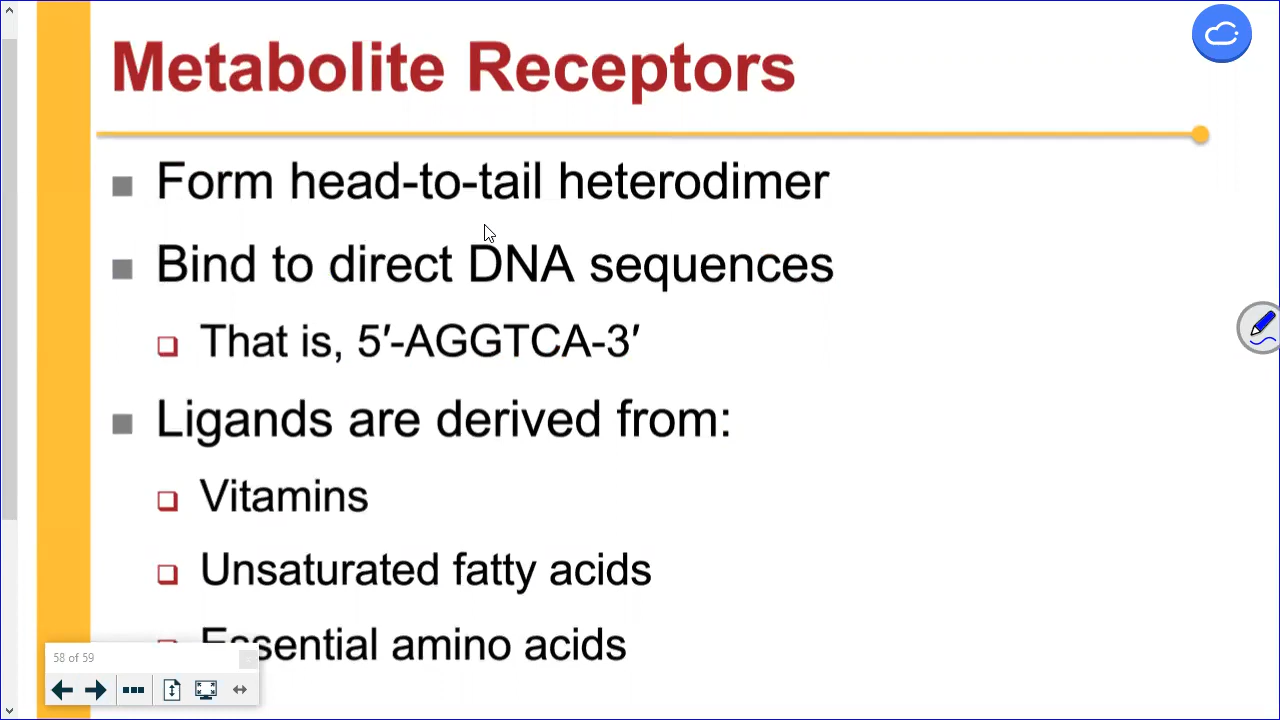 Metabolite Receptors
Form head-to-tail heterodimer
Bind to direct DNA sequences
That is, 5′-AGGTCA-3′
Ligands are derived from:
Vitamins
Unsaturated fatty acids
Essential amino acids
58 of 59